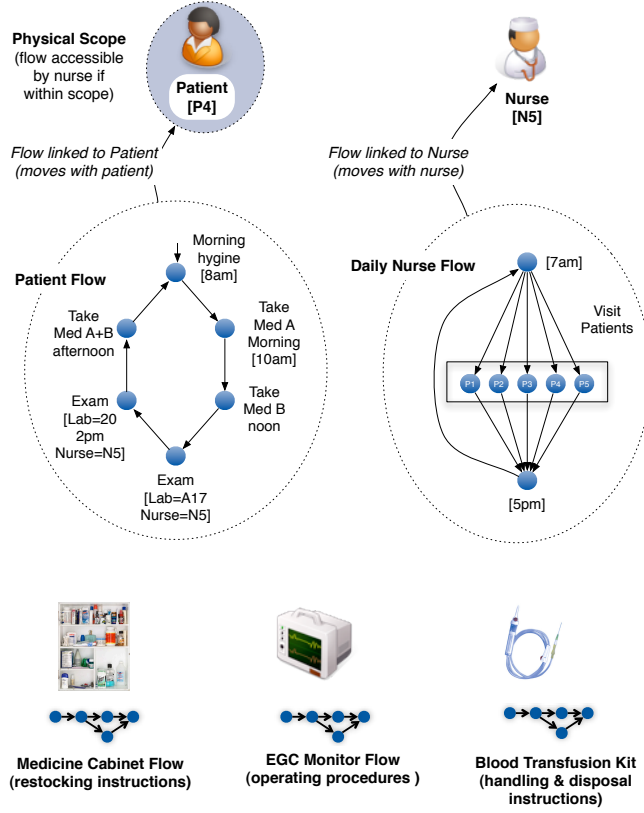 Physical Scope
(flow accessible
by nurse if
within scope)
Patient
[P4]
Nurse
[N5]
Flow linked to Patient
(moves with patient)
Flow linked to Nurse
(moves with nurse)
Patient Flow
Morning
hygine
[8am]
Take
Med A
Morning
[10am]
Take
Med B
noon
Exam
[Lab=A17
Nurse=N5]
Exam
[Lab=20
2pm
Nurse=N5]
Take
Med A+B
afternoon
Daily Nurse Flow
[7am]
Visit
Patients
P1 P2 P3 P4 P5
[5pm]
Medicine Cabinet Flow
(restocking instructions)
EGC Monitor Flow
(operating procedures )
Blood Transfusion Kit
(handling & disposal
instructions)